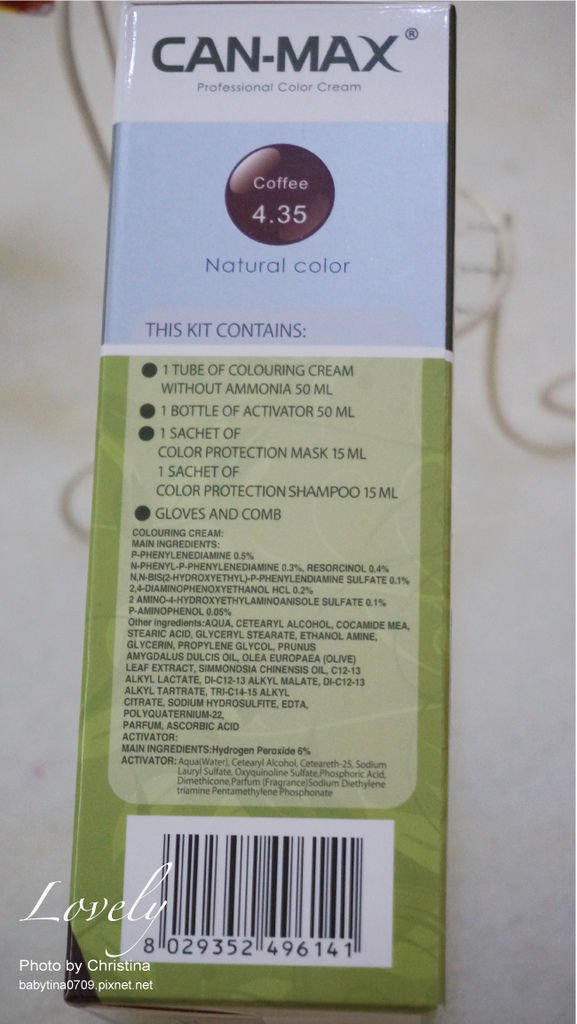 CAN-MAX®
Professional Color Cream
Coffee
4.35
Natural color
THIS KIT CONTAINS:
● 1 TUBE OF COLOURING CREAM
WITHOUT AMMONIA 50 ML
● 1 BOTTLE OF ACTIVATOR 50 ML
● 1 SACHET OF
COLOR PROTECTION MASK 15 ML
1 SACHET OF
COLOR PROTECTION SHAMPOO 15 ML
● GLOVES AND COMB
COLOURING CREAM:
MAIN INGREDIENTS:
P-PHENYLENEDIAMINE 0.5%
N-PHENYL-P-PHENYLENEDIAMINE 0.3%, RESORCINOL 0.4%
N,N-BIS(2-HYDROXYETHYL)-P-PHENYLENDIAMINE SULFATE 0.1%
2,4-DIAMINOPHENOXYETHANOL HCL 0.2%
2 AMINO-4-HYDROXYETHYLAMINOANISOLE SULFATE 0.1%
P-AMINOPHENOL 0.05%
Other ingredients:AQUA, CETEARYL ALCOHOL, COCAMIDE MEA,
STEARIC ACID, GLYCERYL STEARATE, ETHANOL AMINE,
GLYCERIN, PROPYLENE GLYCOL, PRUNUS
AMYGDALUS DULCIS OIL, OLEA EUROPAEA (OLIVE)
LEAF EXTRACT, SIMMONDSIA CHINENSIS OIL, C12-13
ALKYL LACTATE, DI-C12-13 ALKYL MALATE, DI-C12-13
ALKYL TARTRATE, TRI-C14-15 ALKYL
CITRATE, SODIUM HYDROSULFITE, EDTA,
POLYQUATERNIUM-22,
PARFUM, ASCORBIC ACID
ACTIVATOR:
MAIN INGREDIENTS:Hydrogen Peroxide 6%
ACTIVATOR: Aqua(Water), Cetearyl Alcohol, Ceteareth-25, Sodium
Lauryl Sulfate, Oxyquinoline Sulfate,Phosphoric Acid,
Dimethicone,Parfum (Fragrance)Sodium Diethylene
triamine Pentamethylene Phosphonate
8 029352 496141
Lovely
Photo by Christina
babytina0709.pixnet.net